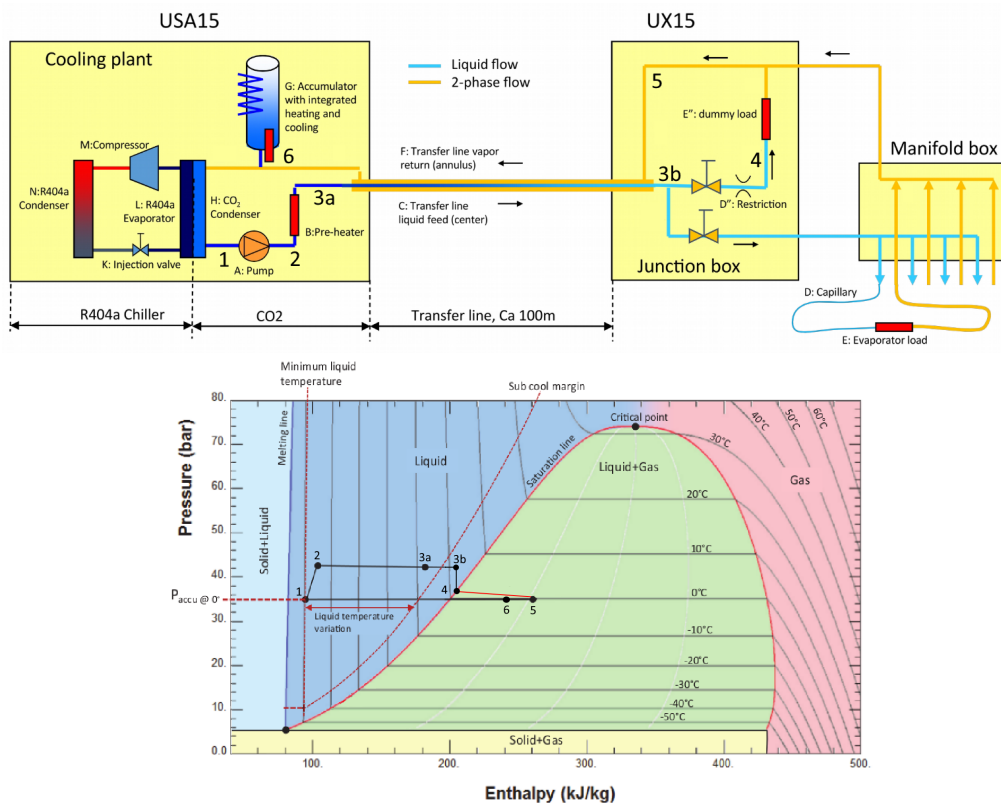 USA15
UX15
Cooling plant
G: Accumulator
with integrated
heating and
cooling
Liquid flow
2-phase flow
5
E”: dummy load
M:Compressor
6
F: Transfer line vapor
return (annulus)
3b
4
Manifold box
N:R404a
Condenser
L: R404a
Evaporator
H: CO2
Condenser
3a
C: Transfer line
liquid feed (center)
D”: Restriction
B:Pre-heater
K: Injection valve
1
2
A: Pump
Junction box
D: Capillary
R404a Chiller
CO2
Transfer line, Ca 100m
E: Evaporator load
Minimum liquid
temperature
Sub cool margin
Pressure (bar)
80.
70.
60.
50.
40.
30.
20.
10.
0.0
Melting line
Solid+Liquid
Liquid
Saturation line
Critical point
Liquid+Gas
Gas
40°C
50°C
60°C
30°C
20°C
10°C
0°C
-10°C
-20°C
-30°C
-40°C
-50°C
2
3a
3b
1
4
6
5
Paccu @ 0°
Liquid temperature
variation
Solid+Gas
100.
200.
300.
400.
500.
Enthalpy (kJ/kg)